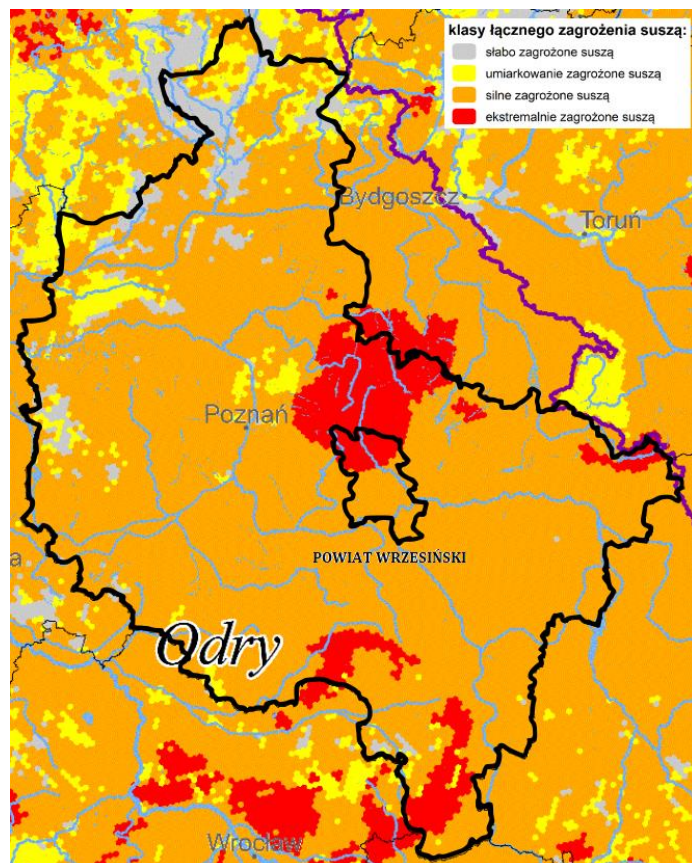 klasy łącznego zagrożenia suszą:
słabo zagrożone suszą
umiarkowanie zagrożone suszą
silne zagrożone suszą
ekstremalnie zagrożone suszą
Bydgoszcz
Toruń
Poznań
POWIAT WRZESIŃSKI
a
Odry
Wrocław